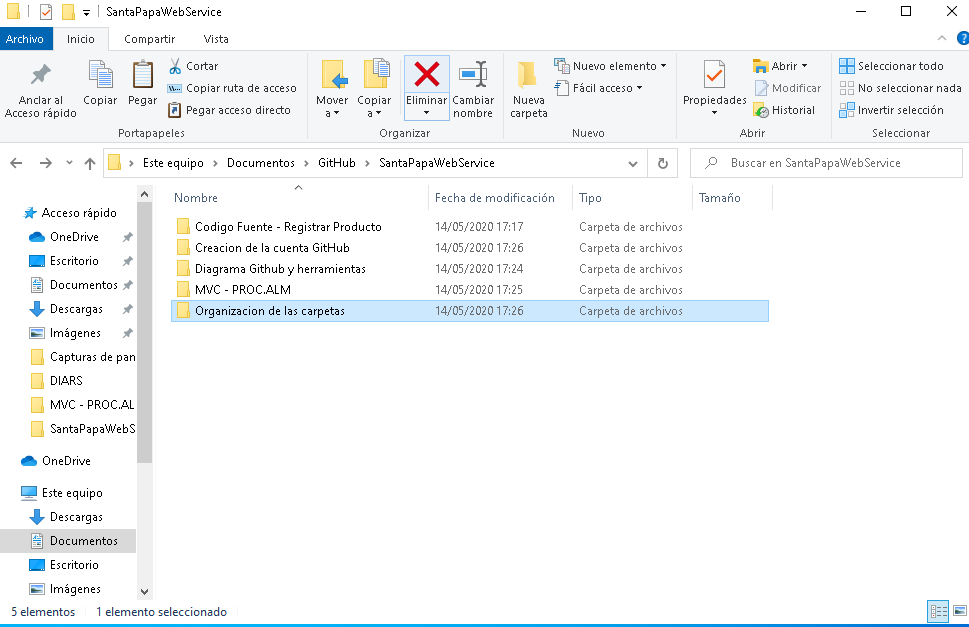 SantaPapaWebService
Archivo Inicio Compartir Vista
Anclar al
Acceso rápido
Copiar
Pegar
Cortar
Copiar ruta de acceso
Pegar acceso directo
Portapapeles
Mover
a
Copiar
a
Eliminar
Cambiar
nombre
Organizar
Nueva
carpeta
Nuevo elemento
Fácil acceso
Nuevo
Propiedades
Abrir
Modificar
Historial
Abrir
Seleccionar todo
No seleccionar nada
Invertir selección
Seleccionar
Este equipo > Documentos > GitHub > SantaPapaWebService
Buscar en SantaPapaWebService
Acceso rápido
OneDrive
Escritorio
Documentos
Descargas
Imágenes
Capturas de pan
DIARS
MVC - PROC.AL
SantaPapaWebS
OneDrive
Este equipo
Descargas
Documentos
Escritorio
Imágenes
Nombre Fecha de modificación Tipo Tamaño
Codigo Fuente - Registrar Producto 14/05/2020 17:17 Carpeta de archivos
Creacion de la cuenta GitHub 14/05/2020 17:26 Carpeta de archivos
Diagrama Github y herramientas 14/05/2020 17:24 Carpeta de archivos
MVC - PROC.ALM 14/05/2020 17:25 Carpeta de archivos
Organizacion de las carpetas 14/05/2020 17:26 Carpeta de archivos
5 elementos 1 elemento seleccionado